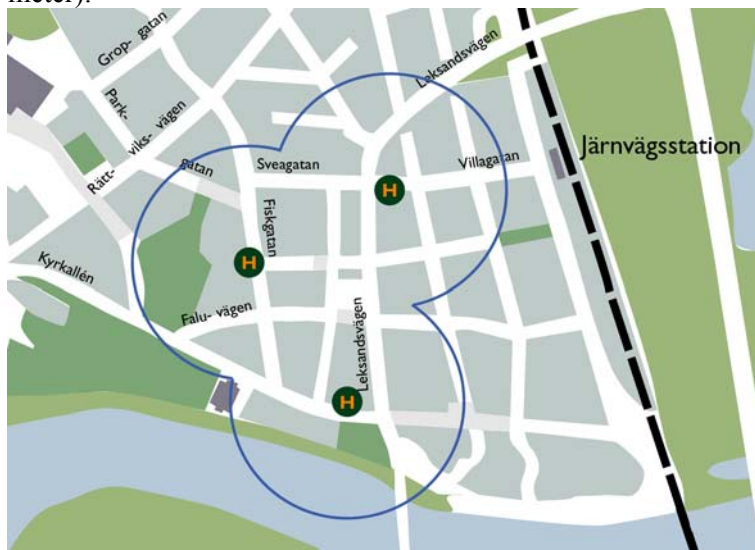 meter).
Grop- gatan
Leksandsvägen
Park-
Rätt- viks- vägen
gatan
Sveagatan
Villagatan
Järnvägsstation
H
Fiskgatan
H
Kyrkallén
Falu- vägen
Leksandsvägen
H